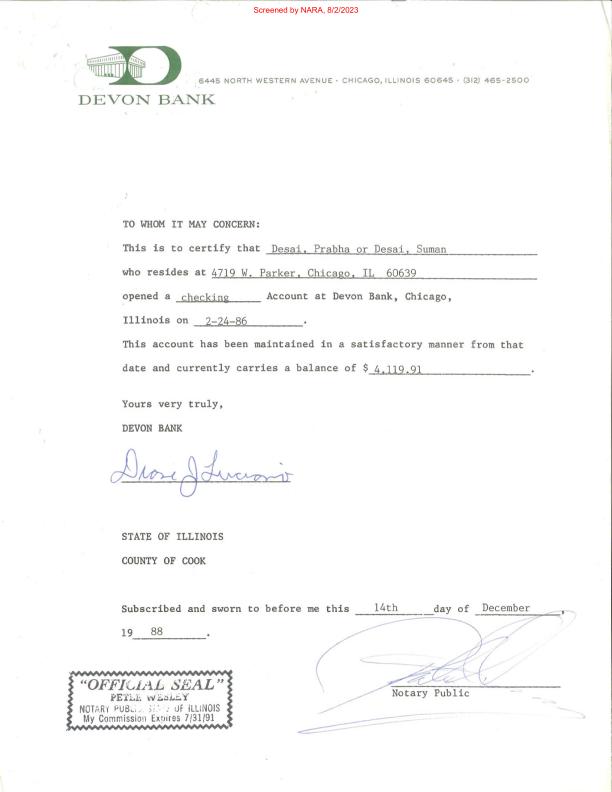 Screened by NARA, 8/2/2023
6445 NORTH WESTERN AVENUE · CHICAGO, ILLINOIS 60645 · (312) 465-2500
DEVON BANK
TO WHOM IT MAY CONCERN:
This is to certify that Desai, Prabha or Desai, Suman
who resides at 4719 W. Parker, Chicago, IL 60639
opened a checking Account at Devon Bank, Chicago,
Illinois on 2-24-86.
This account has been maintained in a satisfactory manner from that
date and currently carries a balance of $ 4,119.91.
Yours very truly,
DEVON BANK
Diane J Luciano
STATE OF ILLINOIS
COUNTY OF COOK
Subscribed and sworn to before me this 14th day of December,
19 88.
Notary Public
"OFFICIAL SEAL"
WESLEY
NOTARY PUBLIC, STATE OF ILLINOIS
My Commission Expires 7/31/91